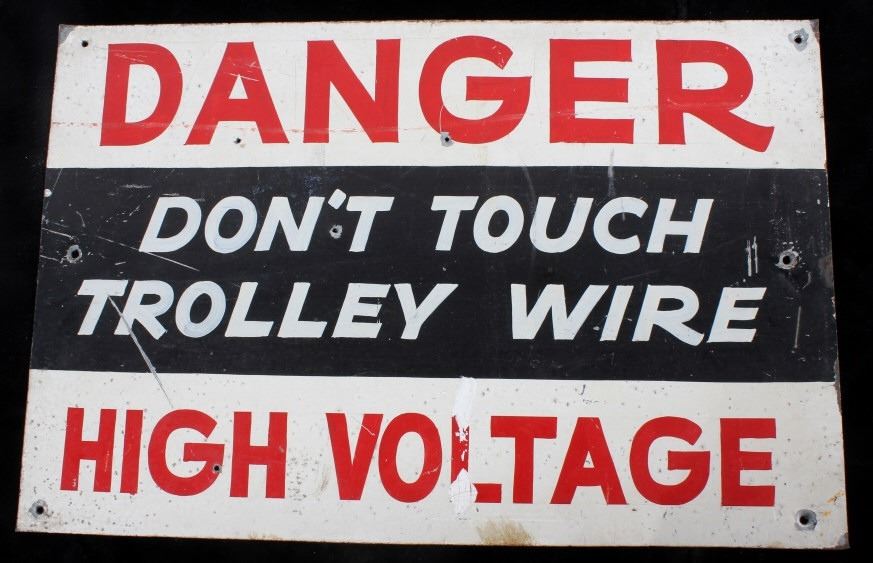 DANGER
DON'T TOUCH
TROLLEY WIRE
HIGH VOLTAGE